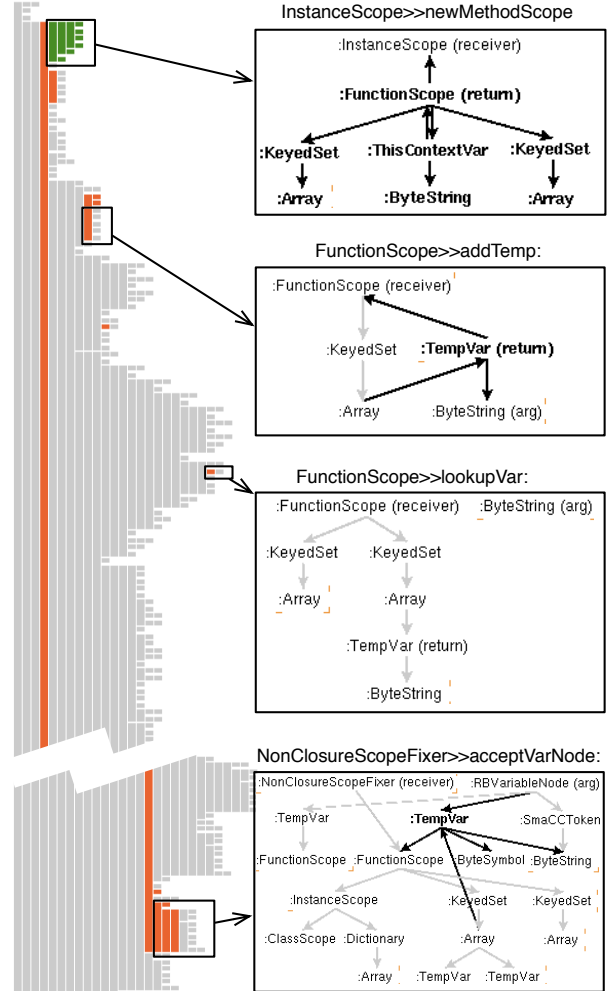 InstanceScope>>newMethodScope
:InstanceScope (receiver)
:FunctionScope (return)
:KeyedSet :ThisContextVar :KeyedSet
:Array :ByteString :Array
FunctionScope>>addTemp:
:FunctionScope (receiver)
:KeyedSet :TempVar (return)
:Array :ByteString (arg)
FunctionScope>>lookupVar:
:FunctionScope (receiver) :ByteString (arg)
:KeyedSet :KeyedSet
:Array :Array
:TempVar (return)
:ByteString
NonClosureScopeFixer>>acceptVarNode:
:NonClosureScopeFixer (receiver) :RBVariableNode (arg)
:TempVar :TempVar :SmaCCToken
:FunctionScope :FunctionScope :ByteSymbol :ByteString
:InstanceScope :KeyedSet :KeyedSet
:ClassScope :Dictionary :Array :Array
:Array :TempVar :TempVar